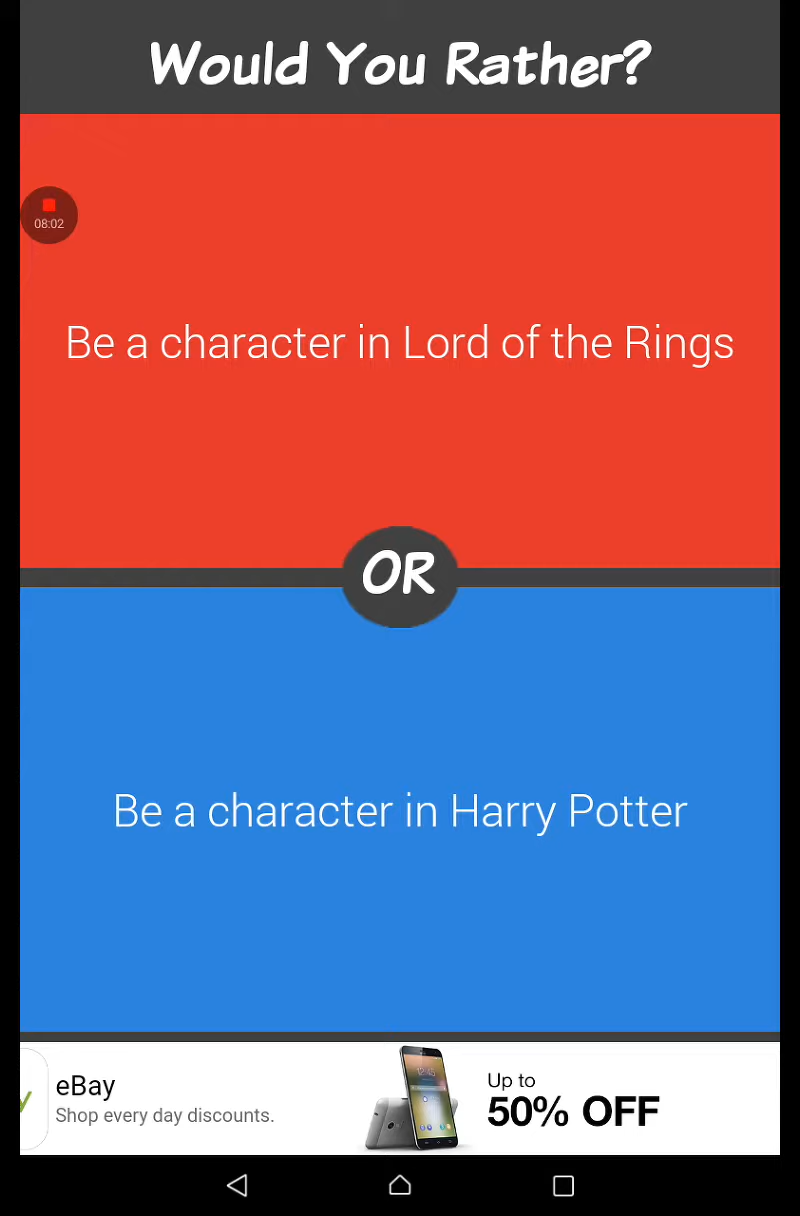 Would You Rather?
08:02
Be a character in Lord of the Rings
OR
Be a character in Harry Potter
eBay
Shop every day discounts.
Up to
50% OFF